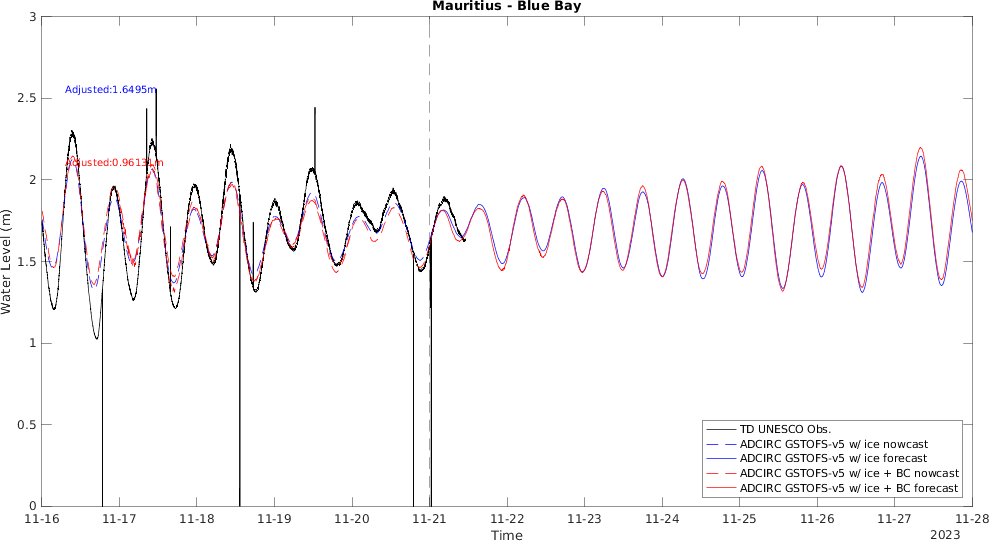 Mauritius - Blue Bay
3
2.5
2
1.5
1
0.5
0
Water Level (m)
Adjusted:1.6495m
TD UNESCO Obs.
ADCIRC GSTOFS-v5 w/ ice nowcast
ADCIRC GSTOFS-v5 w/ ice forecast
ADCIRC GSTOFS-v5 w/ ice + BC nowcast
ADCIRC GSTOFS-v5 w/ ice + BC forecast
11-16 11-17 11-18 11-19 11-20 11-21 11-22 11-23 11-24 11-25 11-26 11-27 11-28
Time
2023